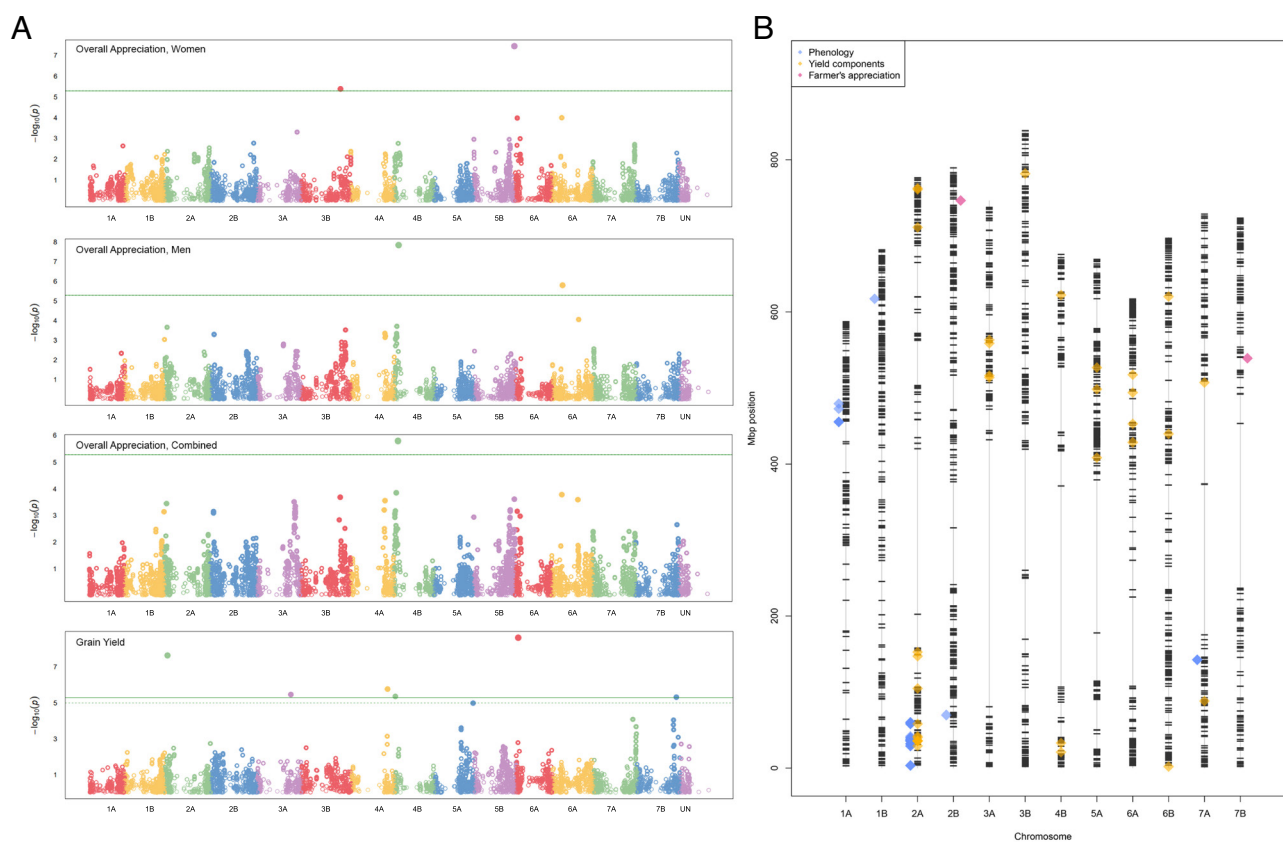 A
Overall Appreciation, Women
7
6
5
4
3
2
1
−log10(p)
1A 1B 2A 2B 3A 3B 4A 4B 5A 5B 6A 6A 7A 7B UN
Overall Appreciation, Men
8
7
6
5
4
3
2
1
−log10(p)
1A 1B 2A 2B 3A 3B 4A 4B 5A 5B 6A 6A 7A 7B UN
Overall Appreciation, Combined
6
5
4
3
2
1
−log10(p)
1A 1B 2A 2B 3A 3B 4A 4B 5A 5B 6A 6A 7A 7B UN
Grain Yield
7
5
3
1
−log10(p)
1A 1B 2A 2B 3A 3B 4A 4B 5A 5B 6A 6A 7A 7B UN
B
Phenology
Yield components
Farmer's appreciation
800
600
400
200
0
Mbp position
1A 1B 2A 2B 3A 3B 4B 5A 6A 6B 7A 7B
Chromosome